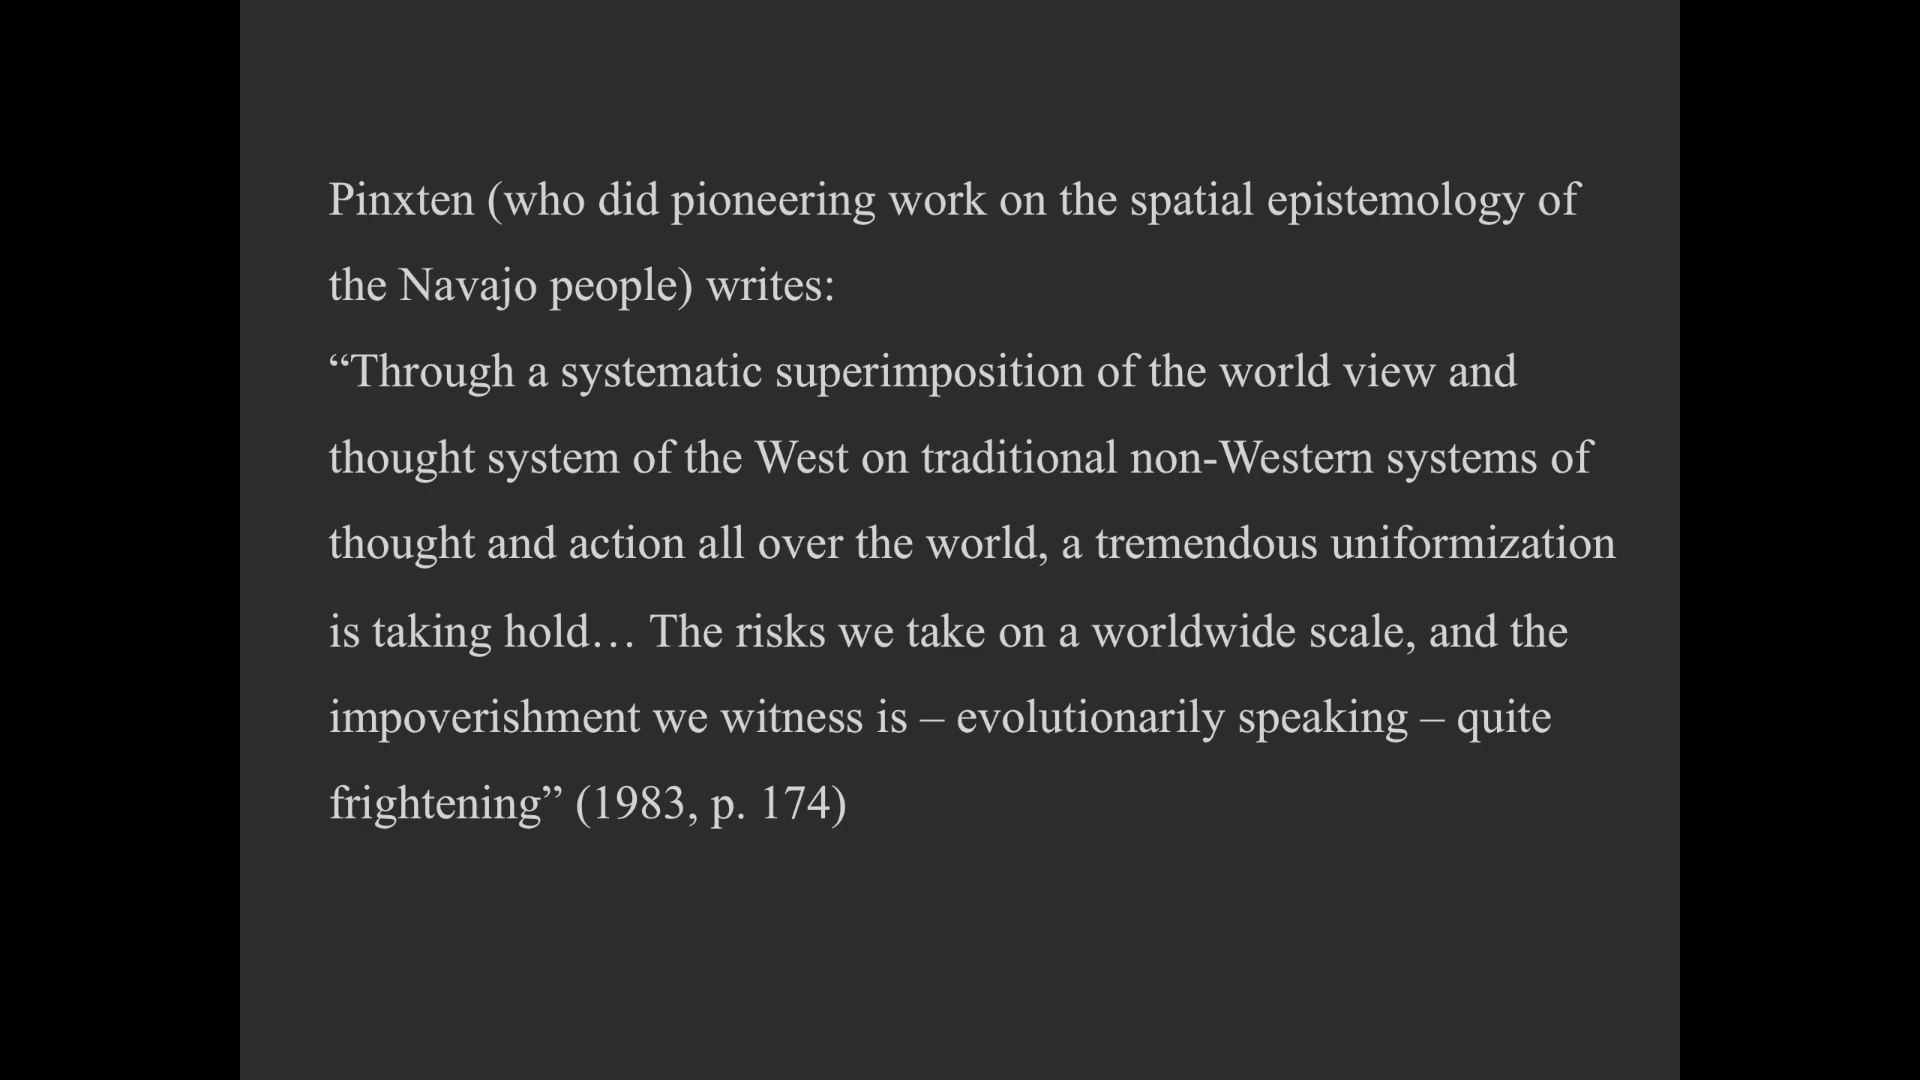 Pinxten (who did pioneering work on the spatial epistemology of
the Navajo people) writes:
“Through a systematic superimposition of the world view and
thought system of the West on traditional non-Western systems of
thought and action all over the world, a tremendous uniformization
is taking hold… The risks we take on a worldwide scale, and the
impoverishment we witness is – evolutionarily speaking – quite
frightening” (1983, p. 174)